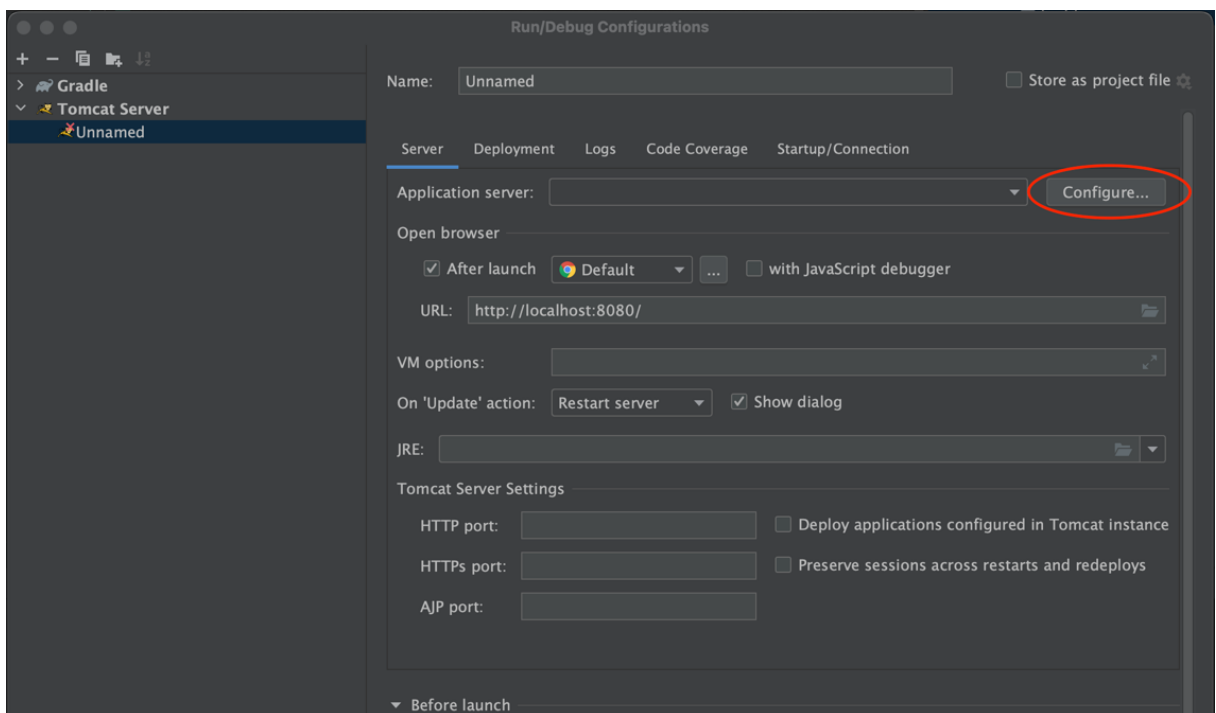 Run/Debug Configurations
Gradle
Tomcat Server
Unnamed
Name: Unnamed
Store as project file
Server Deployment Logs Code Coverage Startup/Connection
Application server: Configure...
Open browser
After launch Default ... with JavaScript debugger
URL: http://localhost:8080/
VM options:
On 'Update' action: Restart server Show dialog
JRE:
Tomcat Server Settings
HTTP port: Deploy applications configured in Tomcat instance
HTTPs port: Preserve sessions across restarts and redeploys
AJP port:
Before launch